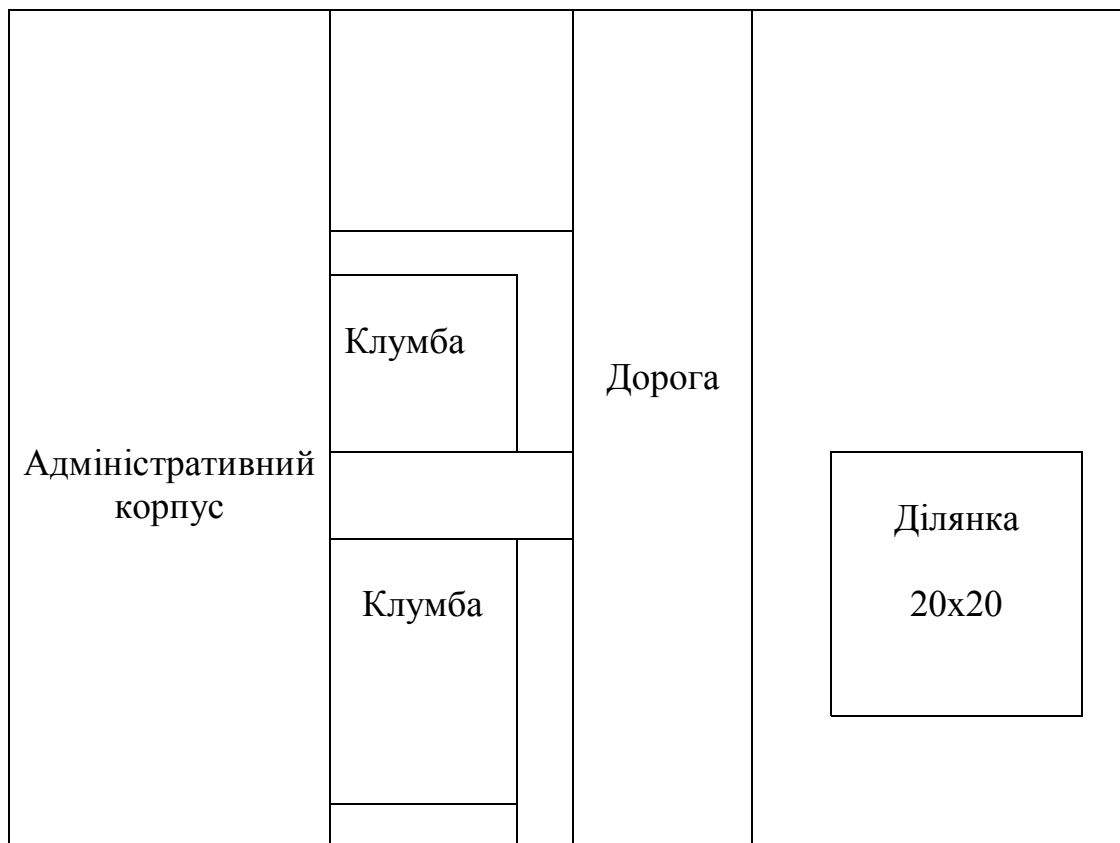 Клумба
Дорога
Адміністративний
корпус
Ділянка
20х20
Клумба